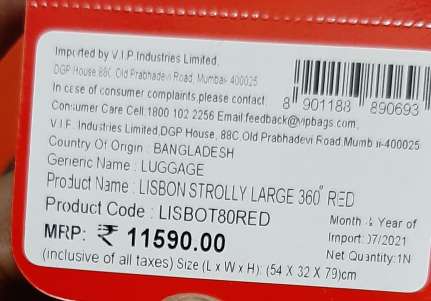 Imported by V.I.P.Industries Limited,
DGP House,88C, Old Prabhadevi Road, Mumbai- 400025
In case of consumer complaints,please contact
Consumer Care Cell:1800 102 2256 Email:feedback@vipbags.com,
V.I.P. Industries Limited,DGP House, 88C Old Prabhadevi Road,Mumbai-400025
8 901188 890693
Country Of Origin : BANGLADESH
Generic Name : LUGGAGE
Product Name : LISBON STROLLY LARGE 360° RED
Product Code : LISBOT80RED
Month & Year of
Import: 07/2021
Net Quantity:1N
MRP: ₹ 11590.00
(inclusive of all taxes) Size (L x W x H): (54 X 32 X 79)cm